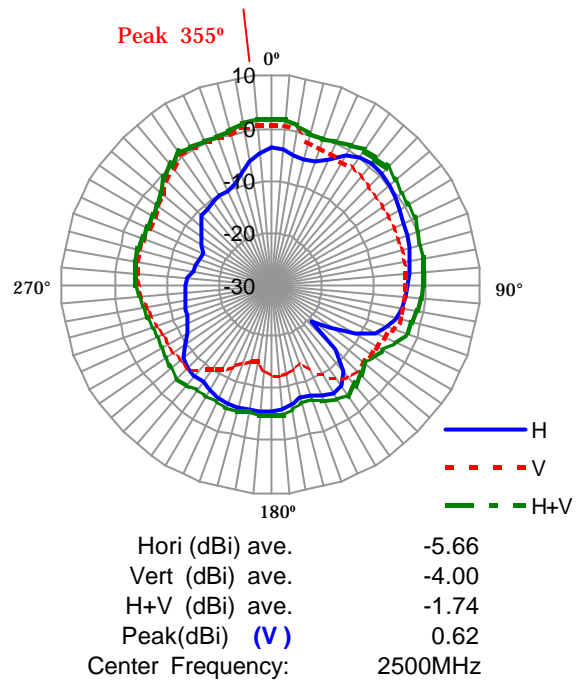 Peak 355º
0º
10
0
-10
-20
-30
270°
90°
180º
H
V
H+V
Hori (dBi) ave. -5.66
Vert (dBi) ave. -4.00
H+V (dBi) ave. -1.74
Peak(dBi) (V ) 0.62
Center Frequency: 2500MHz